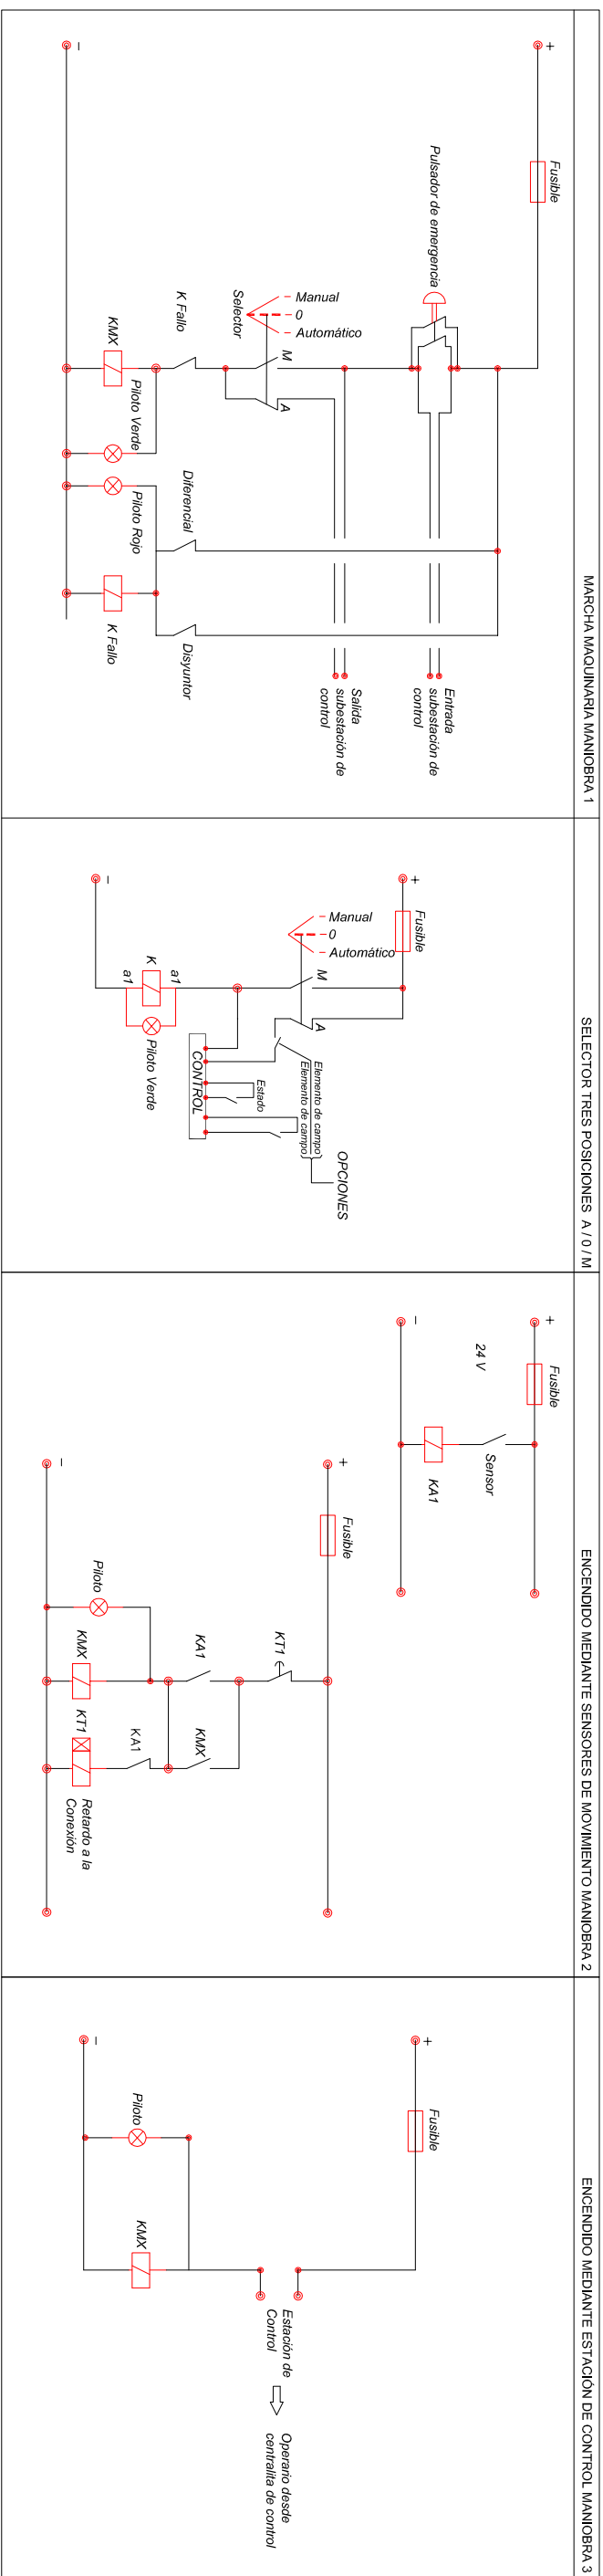 MARCHA MAQUINARIA MANIOBRA 1
+
Fusible
Pulsador de emergencia
Entrada
subestación de
control
Salida
subestación de
control
Manual
0
Automático
Selector
M
A
K Fallo
Diferencial
Disyuntor
KMX
Piloto Verde
Piloto Rojo
K Fallo
-
SELECTOR TRES POSICIONES A / 0 / M
+
Fusible
Manual
0
Automático
M
A
Elemento de campo
Elemento de campo
OPCIONES
Estado
CONTROL
a1
K
a1
Piloto Verde
-
ENCENDIDO MEDIANTE SENSORES DE MOVIMIENTO MANIOBRA 2
+
Fusible
24 V
Sensor
KA1
-
+
Fusible
KT1
KA1
KMX
KA1
Piloto
KMX
KT1
Retardo a la
Conexión
-
ENCENDIDO MEDIANTE ESTACIÓN DE CONTROL MANIOBRA 3
+
Fusible
Estación de
Control
Operario desde
centralita de control
Piloto
KMX
-